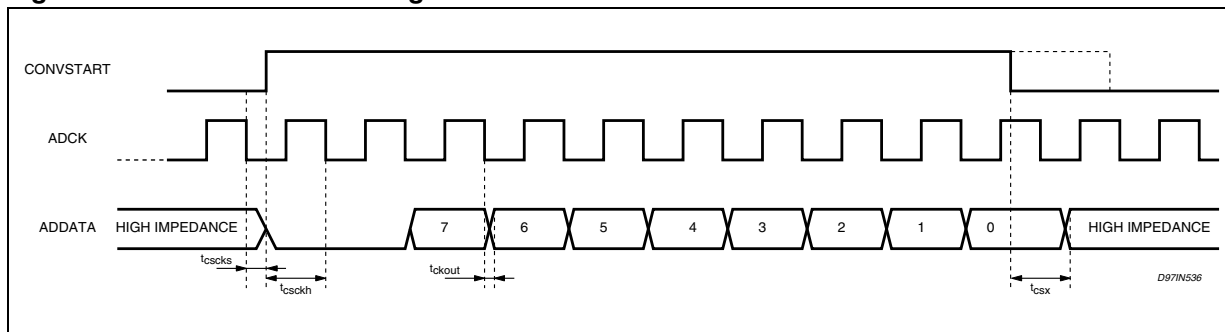 CONVSTART
ADCK
ADDATA
HIGH IMPEDANCE
7
6
5
4
3
2
1
0
HIGH IMPEDANCE
tcscks
tcsckh
tckout
tcsx
D97IN536